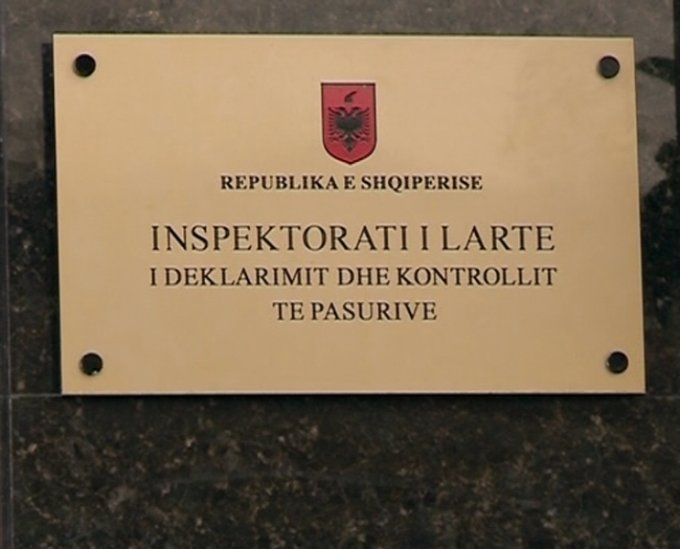 REPUBLIKA E SHQIPERISE
INSPEKTORATI I LARTE
I DEKLARIMIT DHE KONTROLLIT
TE PASURIVE